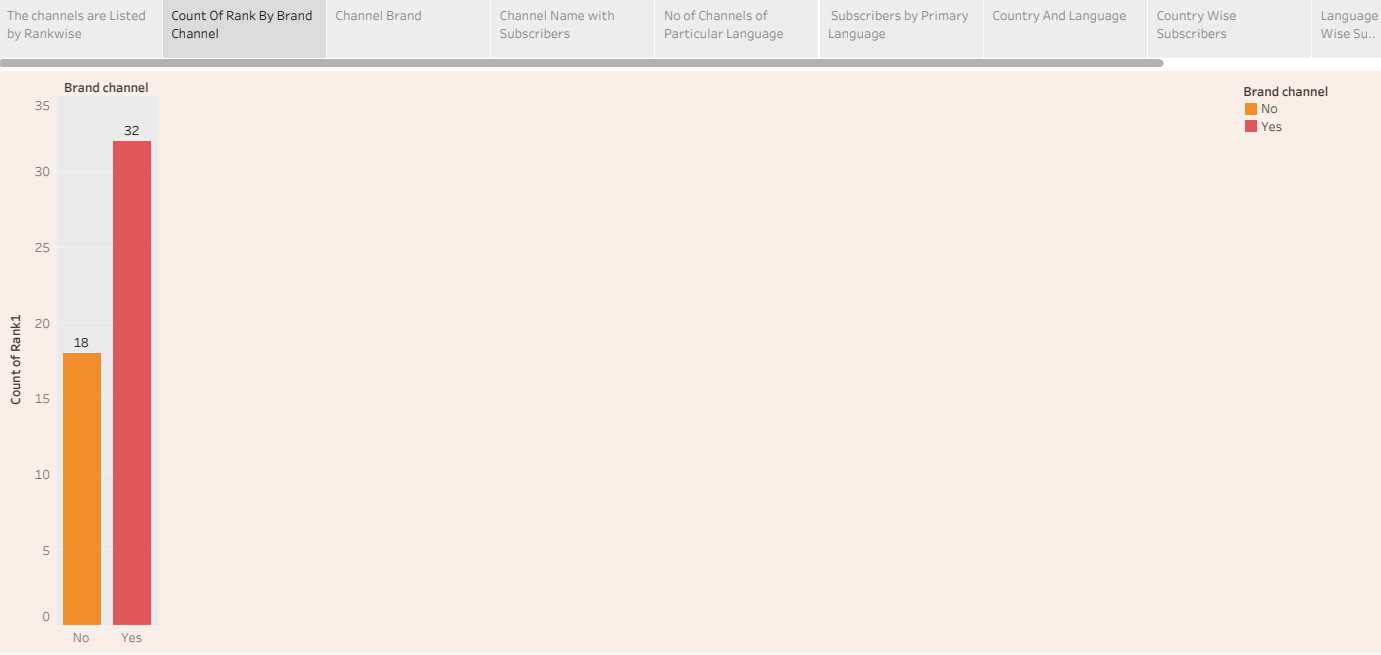 The channels are Listed
by Rankwise
Count Of Rank By Brand
Channel
Channel Brand
Channel Name with
Subscribers
No of Channels of
Particular Language
Subscribers by Primary
Language
Country And Language
Country Wise
Subscribers
Language
Wise Su..
Brand channel
35
30
25
20
15
10
5
0
Count of Rank1
32
18
No
Yes
Brand channel
No
Yes